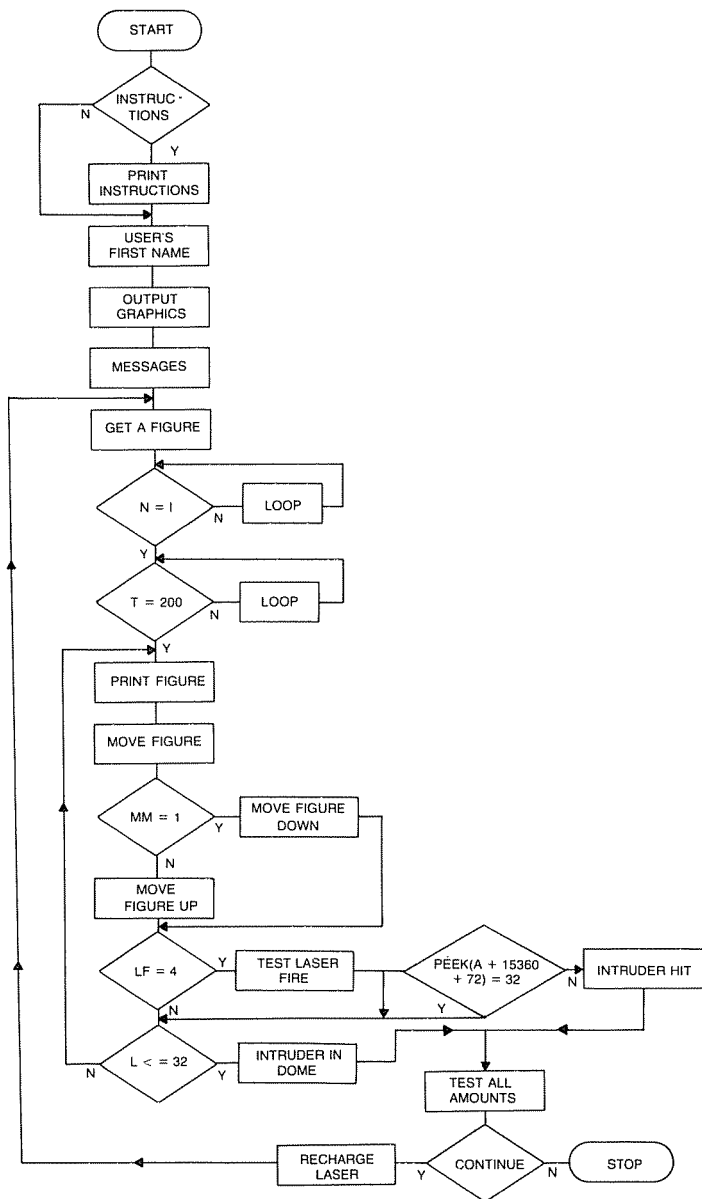 START
INSTRUC-
TIONS
N
Y
PRINT
INSTRUCTIONS
USER'S
FIRST NAME
OUTPUT
GRAPHICS
MESSAGES
GET A FIGURE
N = I
N
LOOP
Y
T = 200
N
LOOP
Y
PRINT FIGURE
MOVE FIGURE
MM = 1
Y
MOVE FIGURE
DOWN
N
MOVE
FIGURE UP
LF = 4
Y
TEST LASER
FIRE
PEEK(A + 15360
+ 72) = 32
N
INTRUDER HIT
Y
N
L < = 32
N
Y
INTRUDER IN
DOME
TEST ALL
AMOUNTS
RECHARGE
LASER
Y
CONTINUE
N
STOP